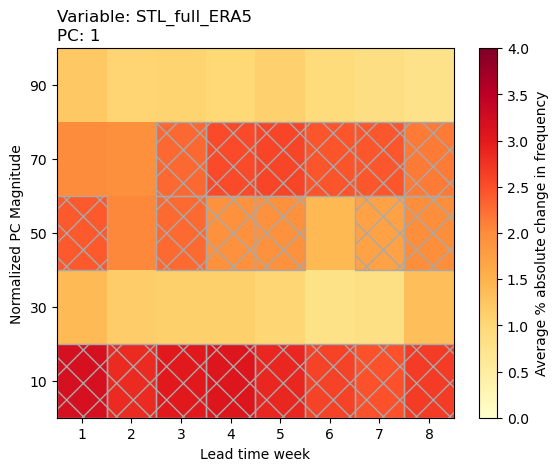 Variable: STL_full_ERA5
PC: 1
90
70
50
30
10
Normalized PC Magnitude
1 2 3 4 5 6 7 8
Lead time week
4.0
3.5
3.0
2.5
2.0
1.5
1.0
0.5
0.0
Average % absolute change in frequency